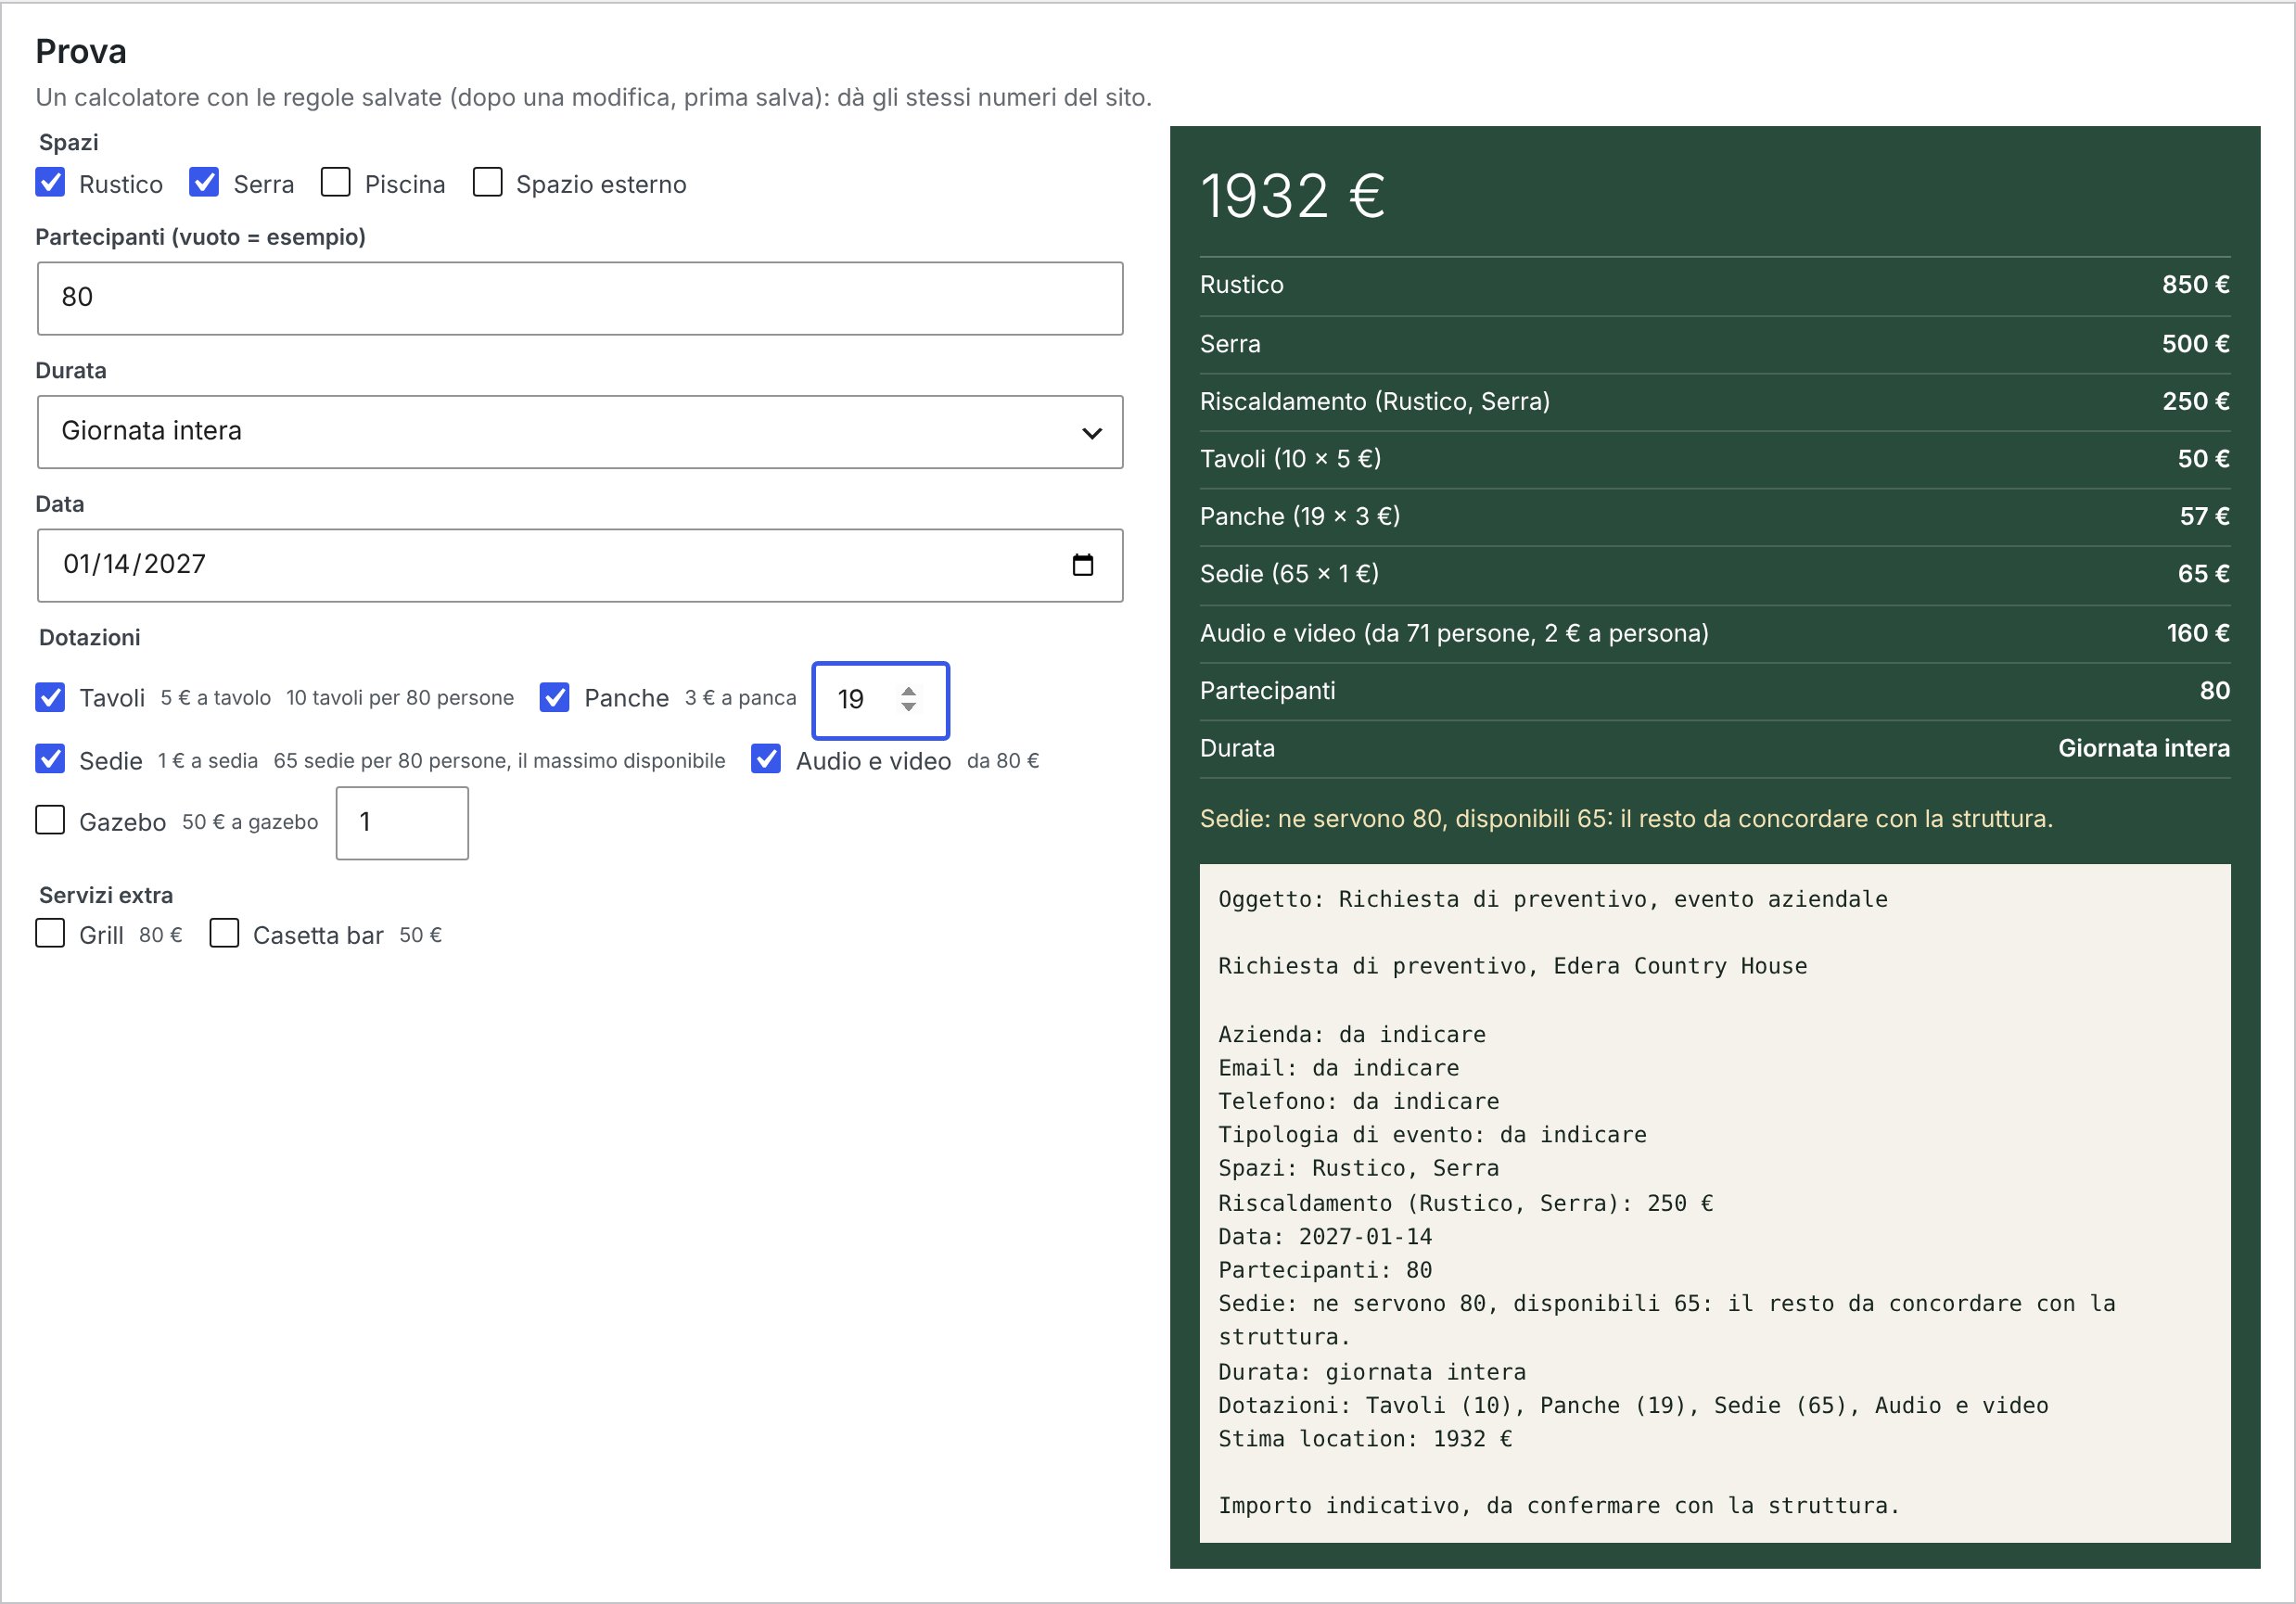 Prova
Un calcolatore con le regole salvate (dopo una modifica, prima salva): dà gli stessi numeri del sito.
Spazi
Rustico Serra Piscina Spazio esterno
Partecipanti (vuoto = esempio)
80
Durata
Giornata intera
Data
01/14/2027
Dotazioni
Tavoli 5 € a tavolo 10 tavoli per 80 persone Panche 3 € a panca 19
Sedie 1 € a sedia 65 sedie per 80 persone, il massimo disponibile Audio e video da 80 €
Gazebo 50 € a gazebo 1
Servizi extra
Grill 80 € Casetta bar 50 €
1932 €
Rustico 850 €
Serra 500 €
Riscaldamento (Rustico, Serra) 250 €
Tavoli (10 × 5 €) 50 €
Panche (19 × 3 €) 57 €
Sedie (65 × 1 €) 65 €
Audio e video (da 71 persone, 2 € a persona) 160 €
Partecipanti 80
Durata Giornata intera
Sedie: ne servono 80, disponibili 65: il resto da concordare con la struttura.
Oggetto: Richiesta di preventivo, evento aziendale
Richiesta di preventivo, Edera Country House
Azienda: da indicare
Email: da indicare
Telefono: da indicare
Tipologia di evento: da indicare
Spazi: Rustico, Serra
Riscaldamento (Rustico, Serra): 250 €
Data: 2027-01-14
Partecipanti: 80
Sedie: ne servono 80, disponibili 65: il resto da concordare con la
struttura.
Durata: giornata intera
Dotazioni: Tavoli (10), Panche (19), Sedie (65), Audio e video
Stima location: 1932 €
Importo indicativo, da confermare con la struttura.